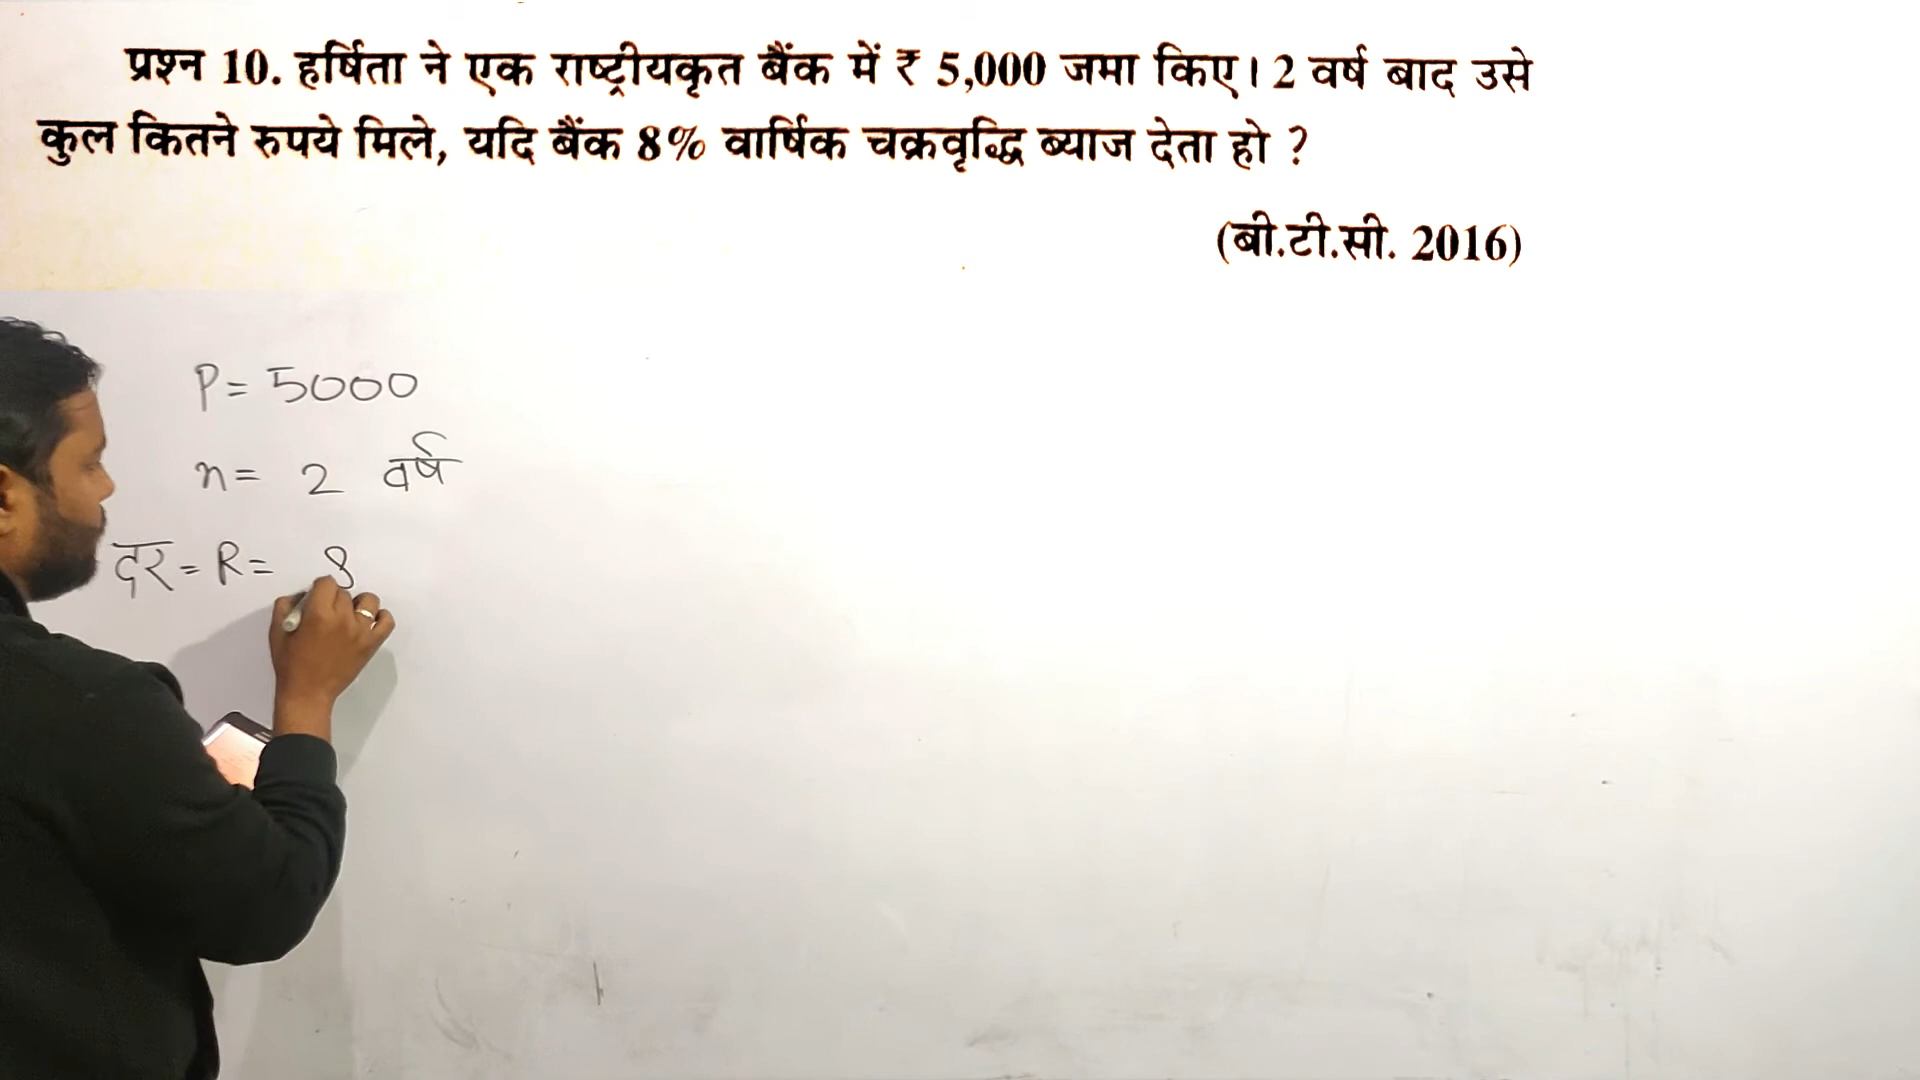 प्रश्न 10. हर्षिता ने एक राष्ट्रीयकृत बैंक में ₹ 5,000 जमा किए। 2 वर्ष बाद उसे
कुल कितने रुपये मिले, यदि बैंक 8% वार्षिक चक्रवृद्धि ब्याज देता हो ?
(बी.टी.सी. 2016)
P= 5000
n= 2 वर्ष
दर = R= 8